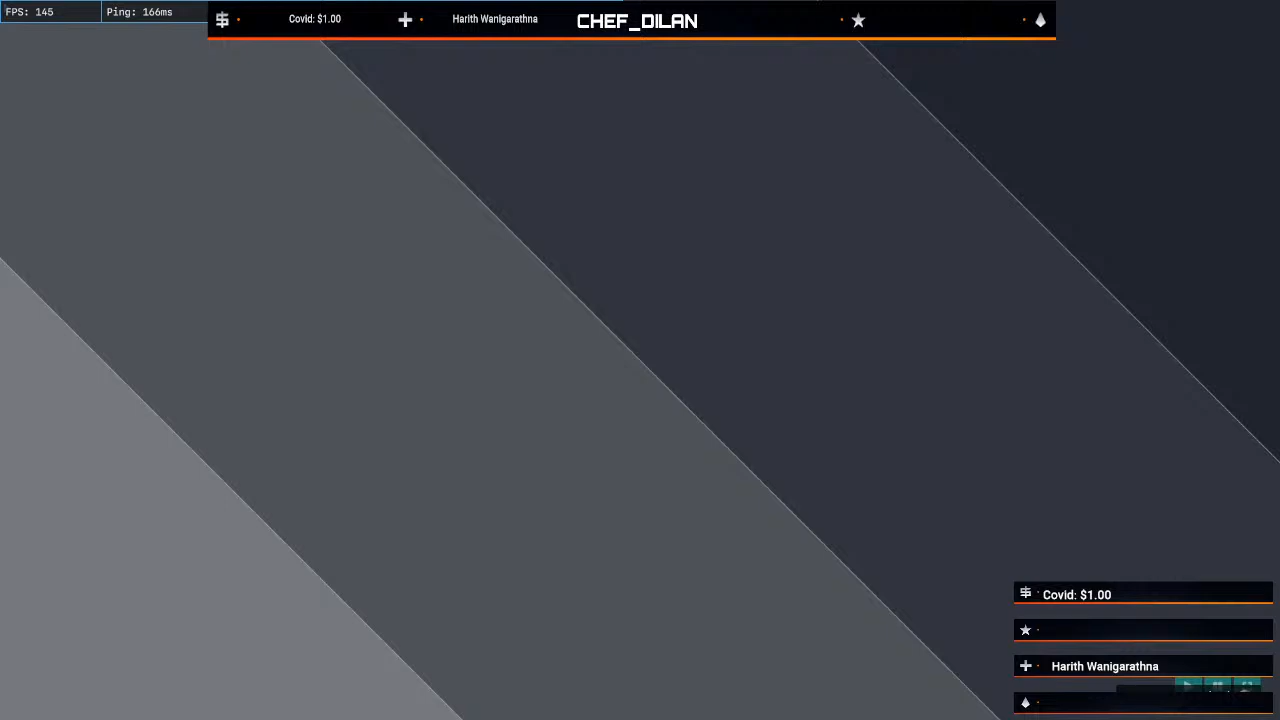 FPS: 145
Ping: 166ms
Covid: $1.00
Harith Wanigarathna
CHEF_DILAN
Covid: $1.00
Harith Wanigarathna